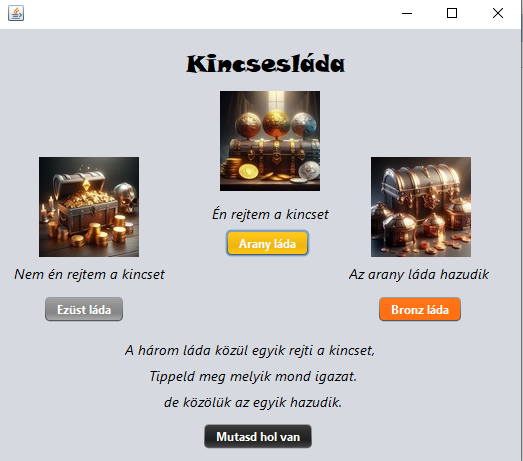 Kincsesláda
Én rejtem a kincset
Arany láda
Nem én rejtem a kincset
Ezüst láda
Az arany láda hazudik
Bronz láda
A három láda közül egyik rejti a kincset,
Tippeld meg melyik mond igazat.
de közölük az egyik hazudik.
Mutasd hol van